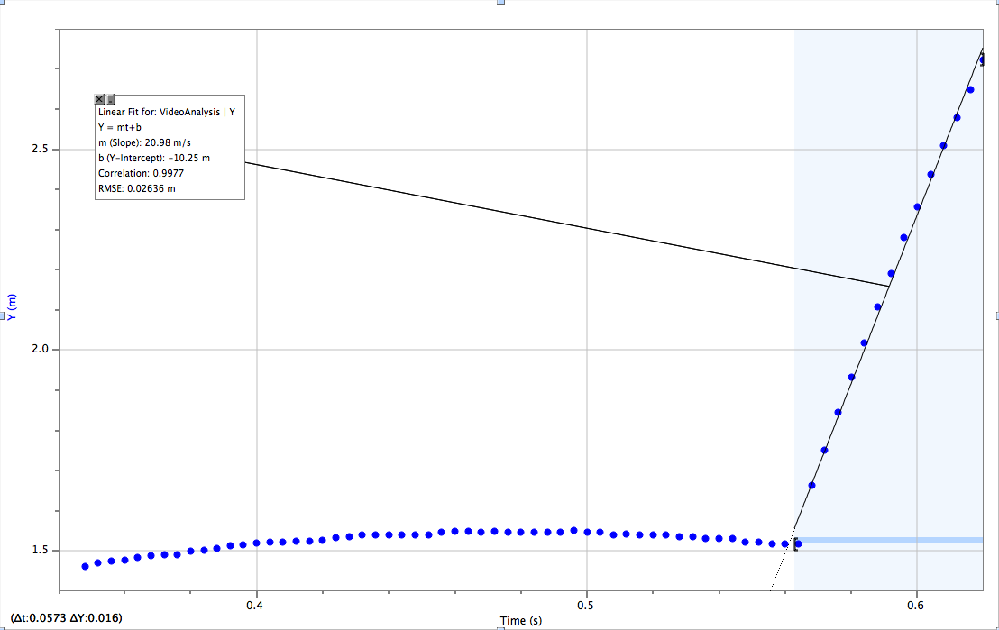 Linear Fit for: VideoAnalysis | Y
Y = mt+b
m (Slope): 20.98 m/s
b (Y-Intercept): -10.25 m
Correlation: 0.9977
RMSE: 0.02636 m
2.5
2.0
1.5
Y (m)
0.4
0.5
0.6
Time (s)
(Δt:0.0573 ΔY:0.016)